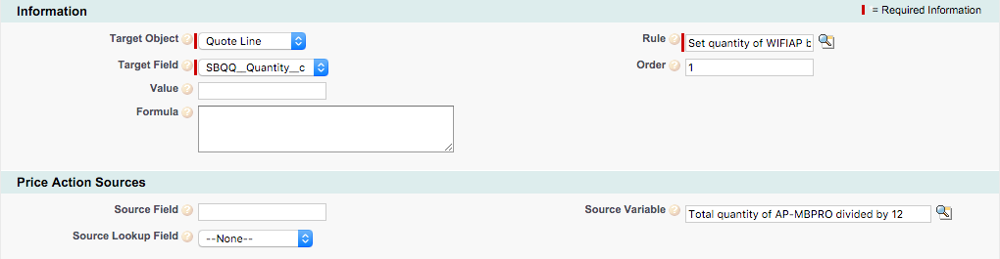 Information
= Required Information
Target Object ? Quote Line
Rule ? Set quantity of WIFIAP b
Target Field ? SBQQ__Quantity__c
Order ? 1
Value ?
Formula ?
Price Action Sources
Source Field ?
Source Variable ? Total quantity of AP-MBPRO divided by 12
Source Lookup Field ? --None--